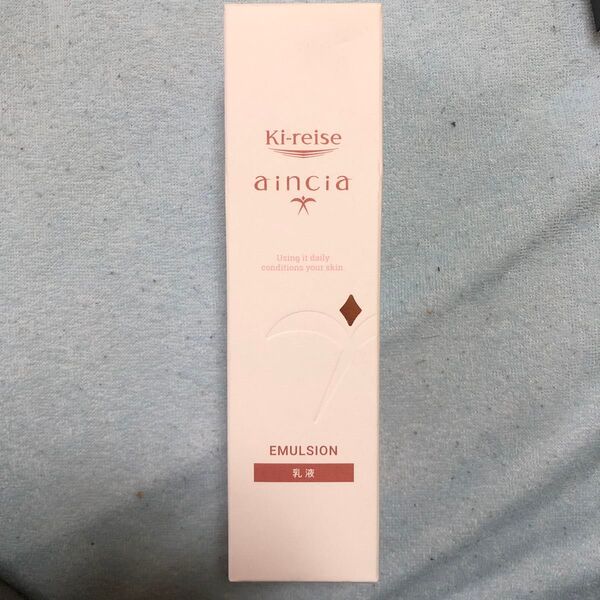 Ki-reise
aincia
Using it daily
conditions your skin.
EMULSION
乳液